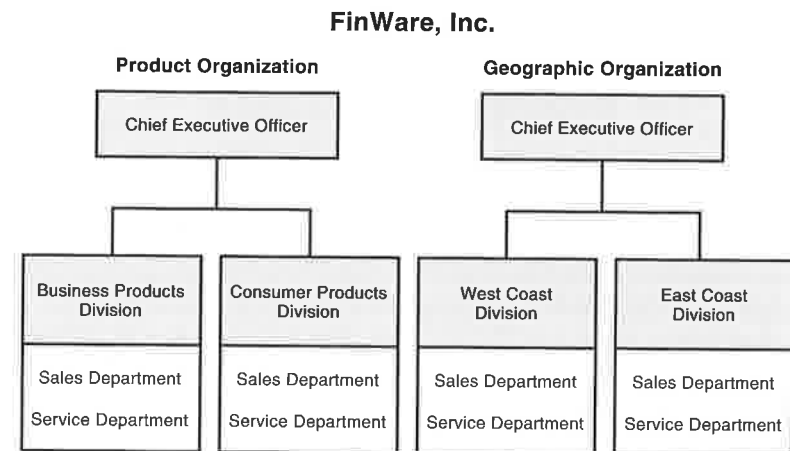 FinWare, Inc.
Product Organization
Chief Executive Officer
Business Products
Division
Sales Department
Service Department
Consumer Products
Division
Sales Department
Service Department
Geographic Organization
Chief Executive Officer
West Coast
Division
Sales Department
Service Department
East Coast
Division
Sales Department
Service Department